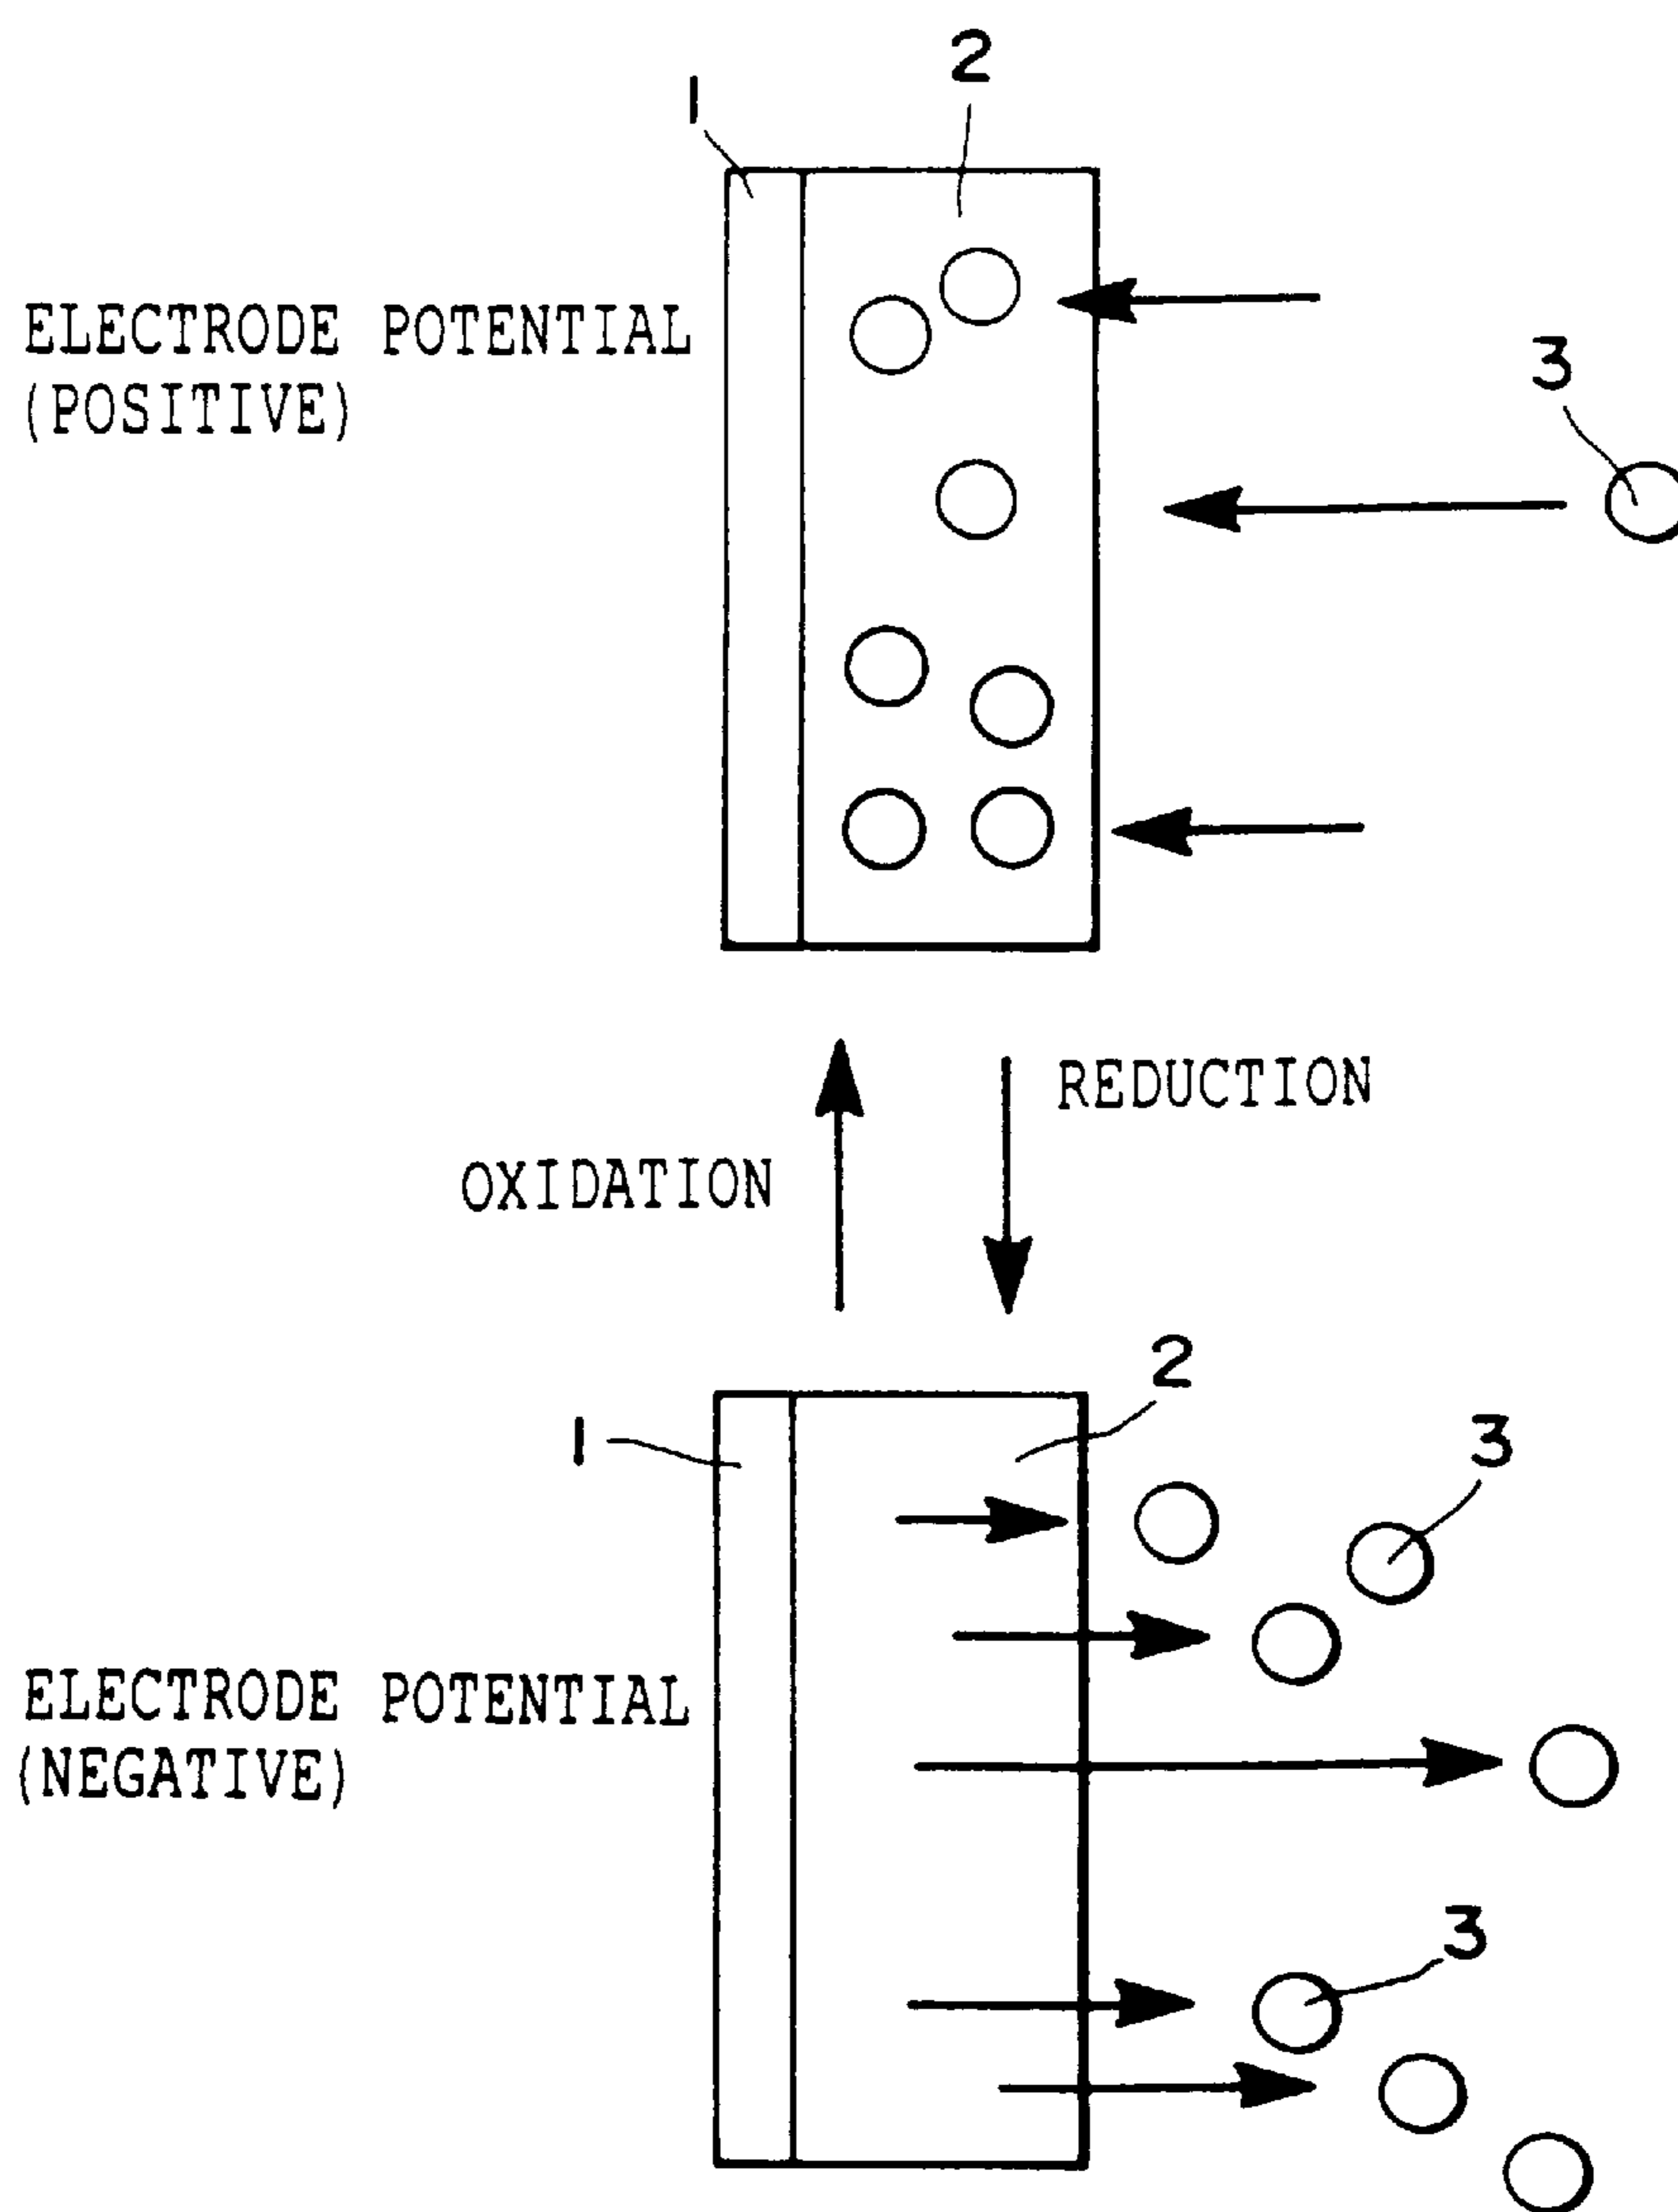 2
1
ELECTRODE POTENTIAL
(POSITIVE)
3
REDUCTION
OXIDATION
2
1
3
ELECTRODE POTENTIAL
(NEGATIVE)
3